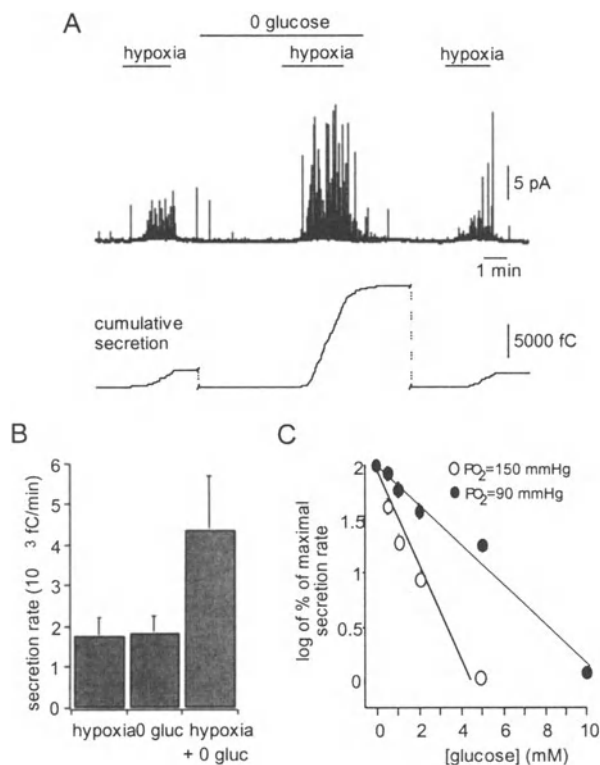 A
0 glucose
hypoxia
hypoxia
hypoxia
5 pA
1 min
cumulative
secretion
5000 fC
B
secretion rate (10 3 fC/min)
6
5
4
3
2
1
0
hypoxia
0 gluc
hypoxia
+ 0 gluc
C
log of % of maximal
secretion rate
2
1.5
1
0.5
0
PO2=150 mmHg
PO2=90 mmHg
0
2
4
6
8
10
[glucose] (mM)